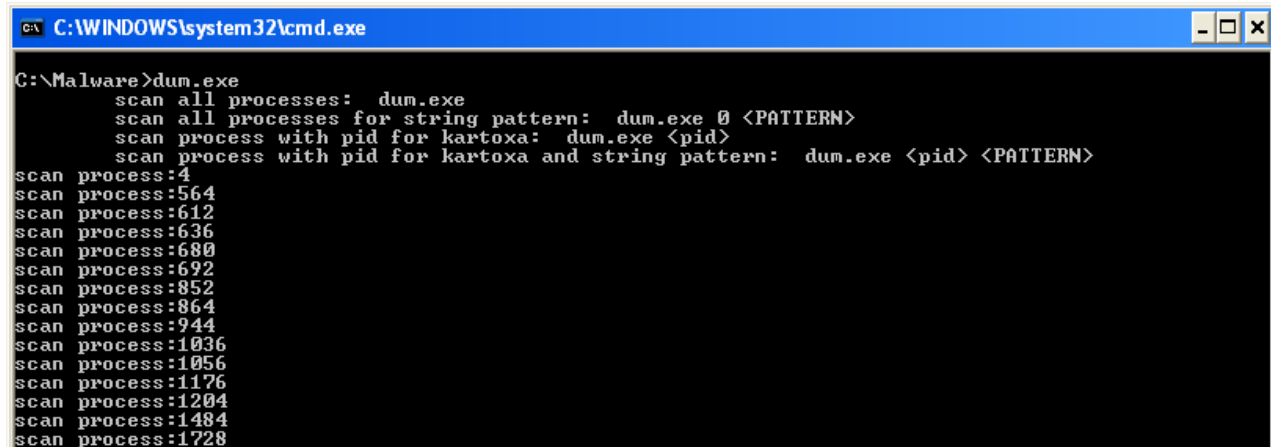 C:\WINDOWS\system32\cmd.exe
C:\Malware>dum.exe
scan all processes: dum.exe
scan all processes for string pattern: dum.exe 0 <PATTERN>
scan process with pid for kartoxa: dum.exe <pid>
scan process with pid for kartoxa and string pattern: dum.exe <pid> <PATTERN>
scan process:4
scan process:564
scan process:612
scan process:636
scan process:680
scan process:692
scan process:852
scan process:864
scan process:944
scan process:1036
scan process:1056
scan process:1176
scan process:1204
scan process:1484
scan process:1728